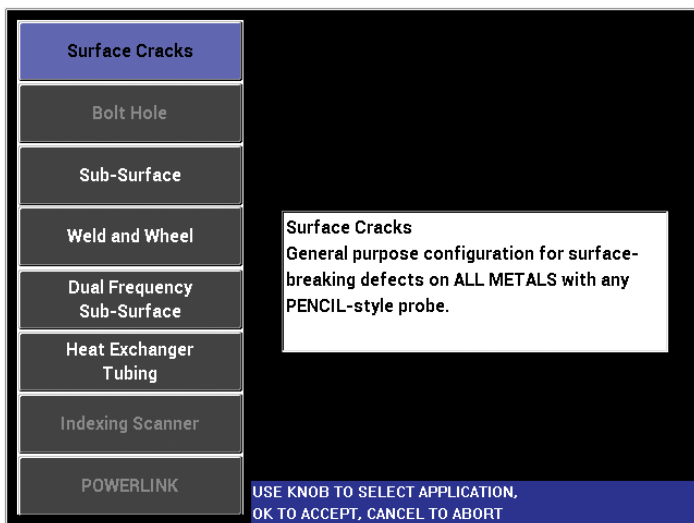 Surface Cracks
Bolt Hole
Sub-Surface
Weld and Wheel
Dual Frequency
Sub-Surface
Heat Exchanger
Tubing
Indexing Scanner
POWERLINK
Surface Cracks
General purpose configuration for surface-
breaking defects on ALL METALS with any
PENCIL-style probe.
USE KNOB TO SELECT APPLICATION,
OK TO ACCEPT, CANCEL TO ABORT